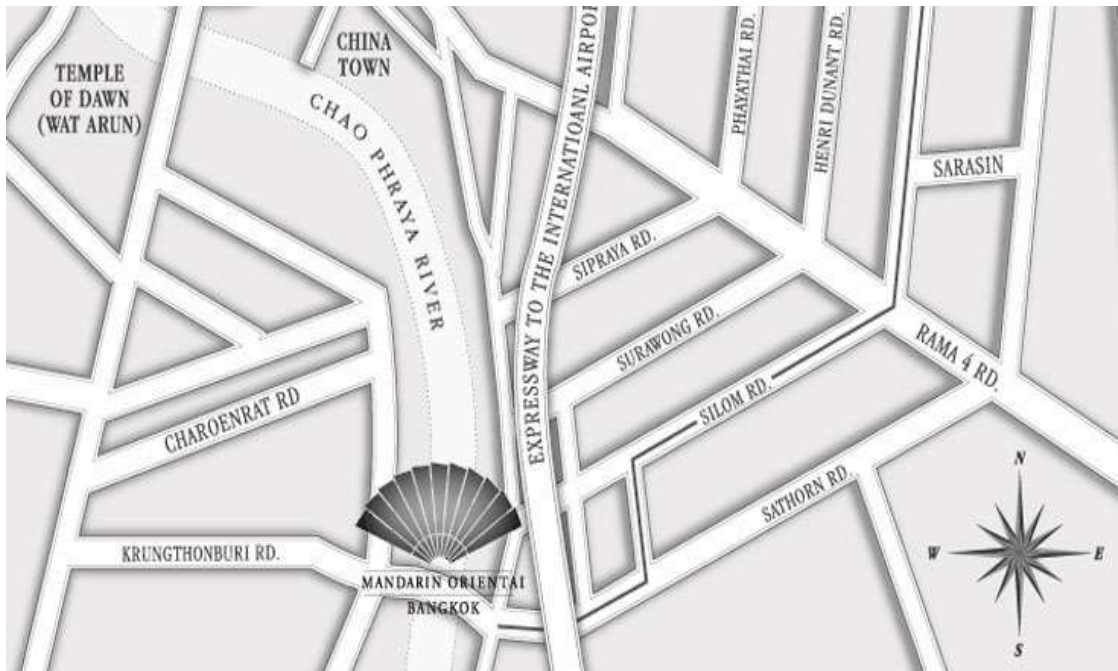 CHINA
TOWN
TEMPLE
OF DAWN
(WAT ARUN)
CHAO PHRAYA RIVER
EXPRESSWAY TO THE INTERNATIOANL AIRPOR
PHAYATHAI RD.
HENRI DUNANT RD.
SARASIN
SIPRAYA RD.
SURAWONG RD.
SILOM RD.
RAMA 4 RD.
SATHORN RD.
CHAROENRAT RD
KRUNGTHONBURI RD.
MANDARIN ORIENTAI
BANGKOK
N
W
E
S